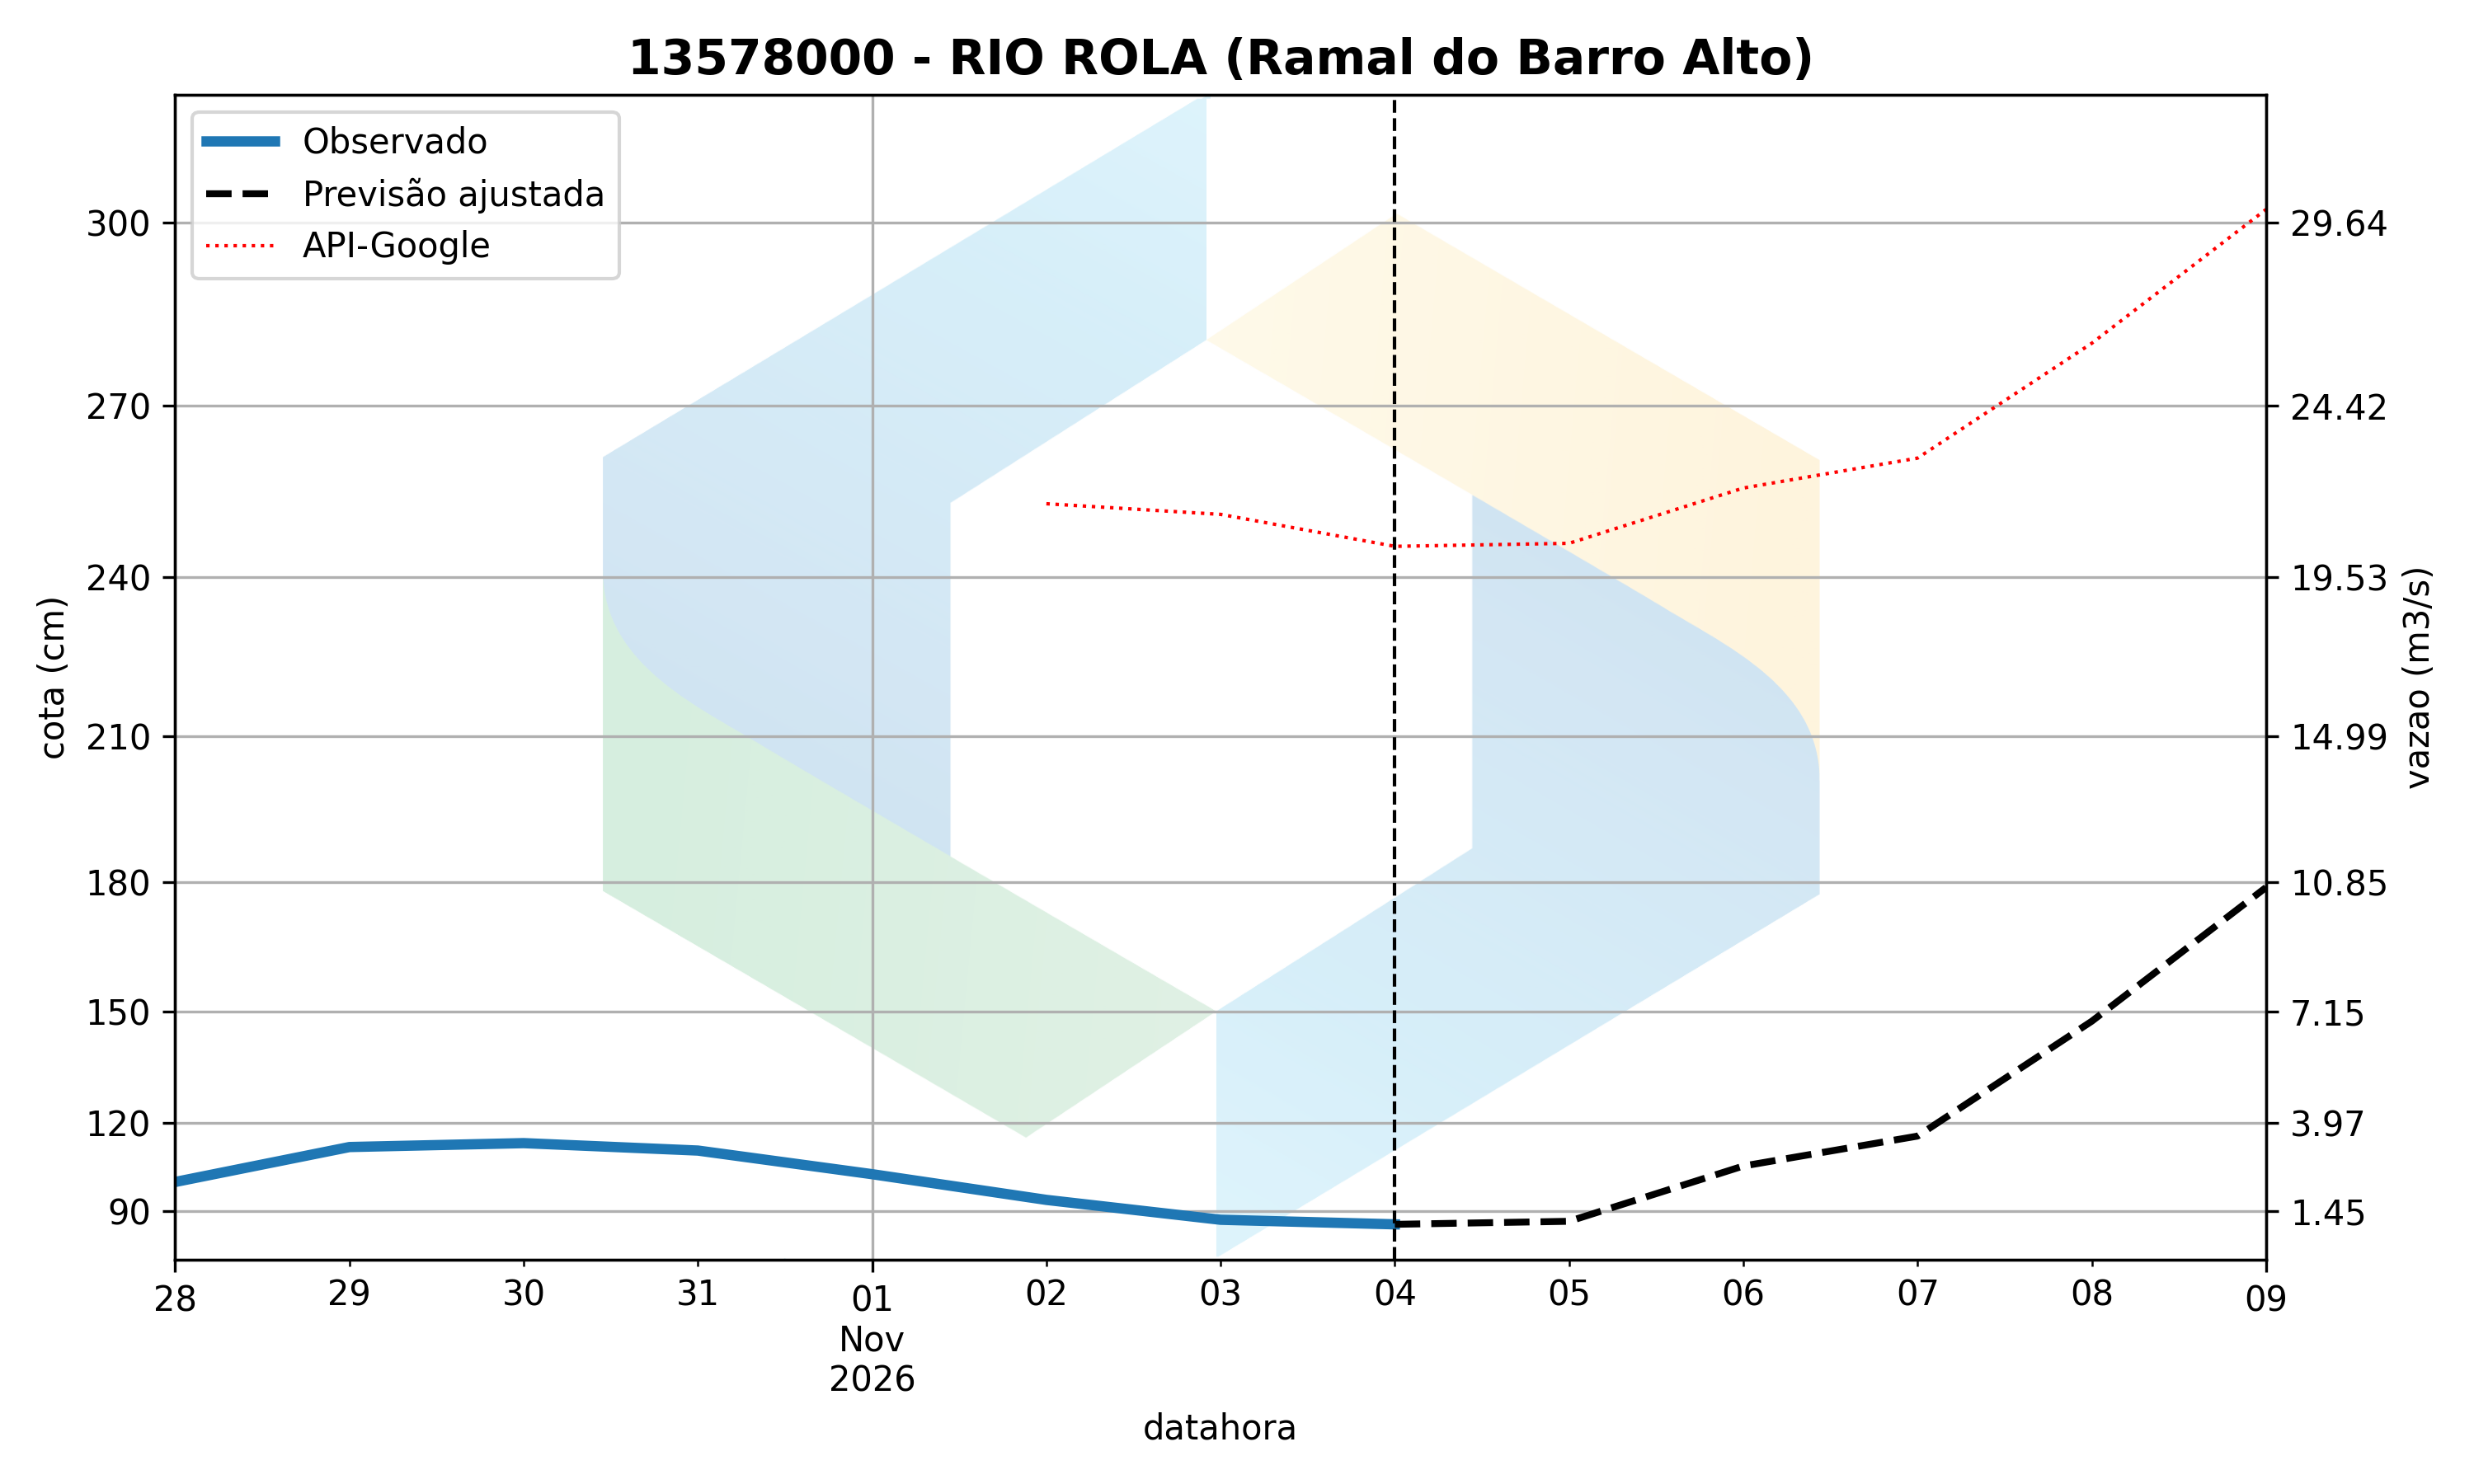 13578000 - RIO ROLA (Ramal do Barro Alto)
Observado
Previsão ajustada
API-Google
cota (cm)
300
270
240
210
180
150
120
90
29.64
24.42
19.53
14.99
10.85
7.15
3.97
1.45
vazao (m3/s)
28 29 30 31 01 02 03 04 05 06 07 08 09
Nov
2026
datahora